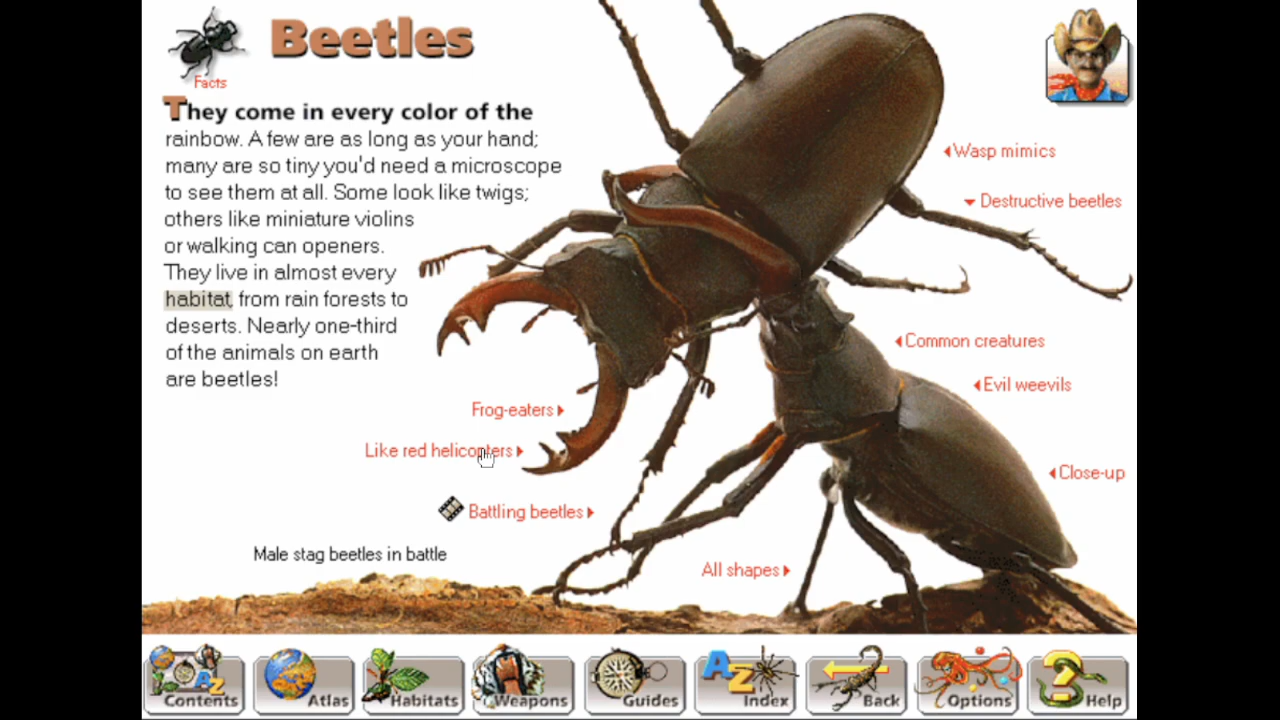 Beetles
Facts
They come in every color of the
rainbow. A few are as long as your hand;
many are so tiny you'd need a microscope
to see them at all. Some look like twigs;
others like miniature violins
or walking can openers.
They live in almost every
habitat, from rain forests to
deserts. Nearly one-third
of the animals on earth
are beetles!
Wasp mimics
Destructive beetles
Common creatures
Evil weevils
Frog-eaters
Like red helicopters
Close-up
Battling beetles
Male stag beetles in battle
All shapes
Contents
Atlas
Habitats
Weapons
Guides
AZ Index
Back
Options
? Help